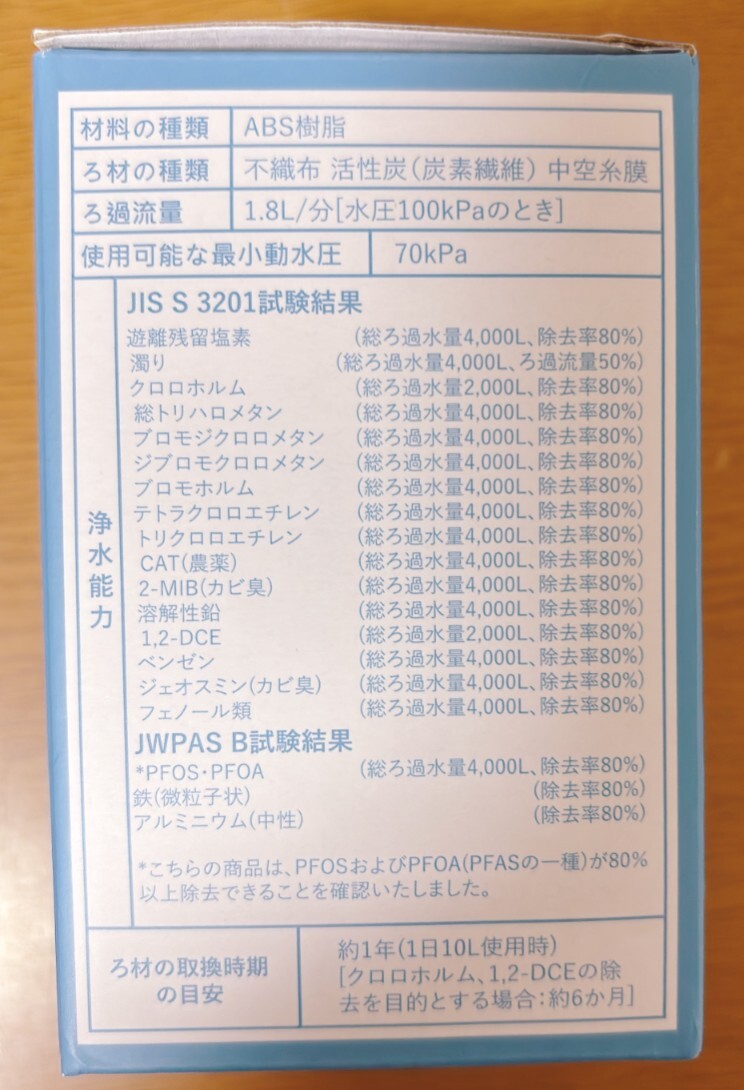 材料の種類 ABS樹脂
ろ材の種類 不織布 活性炭(炭素繊維) 中空糸膜
ろ過流量 1.8L/分[水圧100kPaのとき]
使用可能な最小動水圧 70kPa
浄水能力
JIS S 3201試験結果
遊離残留塩素 (総ろ過水量4,000L、除去率80%)
濁り (総ろ過水量4,000L、ろ過流量50%)
クロロホルム (総ろ過水量2,000L、除去率80%)
総トリハロメタン (総ろ過水量4,000L、除去率80%)
ブロモジクロロメタン (総ろ過水量4,000L、除去率80%)
ジブロモクロロメタン (総ろ過水量4,000L、除去率80%)
ブロモホルム (総ろ過水量4,000L、除去率80%)
テトラクロロエチレン (総ろ過水量4,000L、除去率80%)
トリクロロエチレン (総ろ過水量4,000L、除去率80%)
CAT(農薬) (総ろ過水量4,000L、除去率80%)
2-MIB(カビ臭) (総ろ過水量4,000L、除去率80%)
溶解性鉛 (総ろ過水量4,000L、除去率80%)
1,2-DCE (総ろ過水量2,000L、除去率80%)
ベンゼン (総ろ過水量4,000L、除去率80%)
ジェオスミン(カビ臭) (総ろ過水量4,000L、除去率80%)
フェノール類 (総ろ過水量4,000L、除去率80%)
JWPAS B試験結果
*PFOS・PFOA (総ろ過水量4,000L、除去率80%)
鉄(微粒子状) (除去率80%)
アルミニウム(中性) (除去率80%)
*こちらの商品は、PFOSおよびPFOA(PFASの一種)が80%
以上除去できることを確認いたしました。
ろ材の取換時期
の目安
約1年(1日10L使用時)
[クロロホルム、1,2-DCEの除
去を目的とする場合:約6か月]